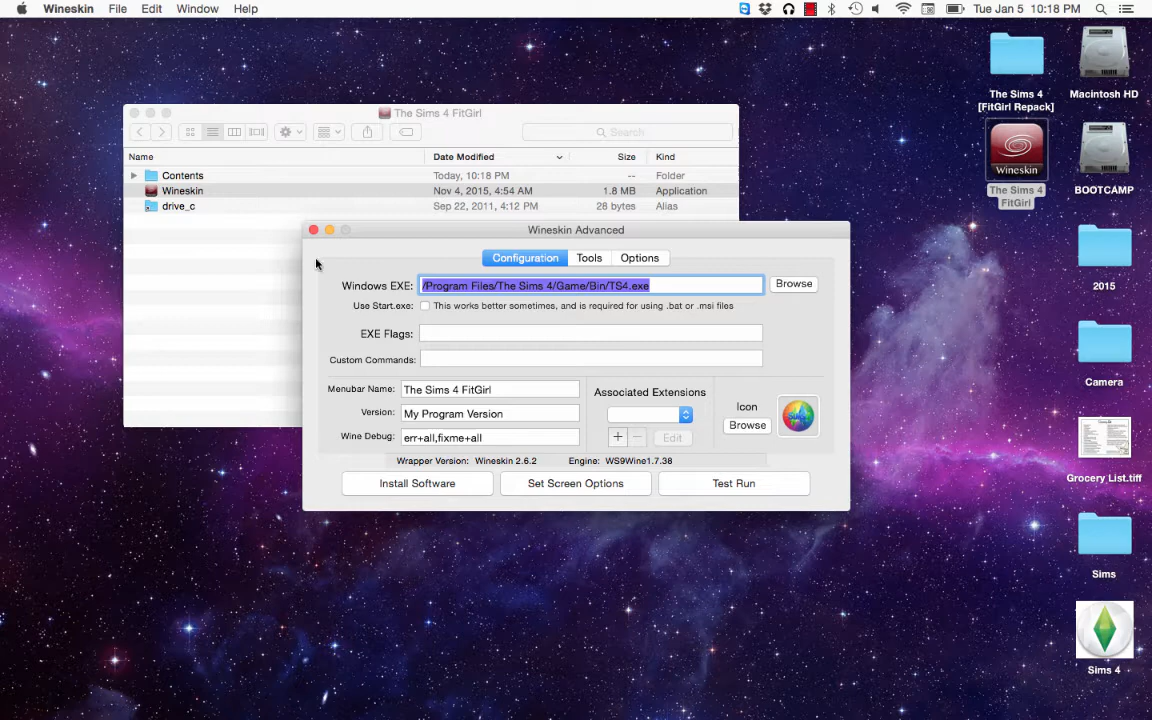 Wineskin File Edit Window Help Tue Jan 5 10:18 PM
The Sims 4 FitGirl
Search
Name Date Modified Size Kind
Contents Today, 10:18 PM -- Folder
Wineskin Nov 4, 2015, 4:54 AM 1.8 MB Application
drive_c Sep 22, 2011, 4:12 PM 28 bytes Alias
Wineskin Advanced
Configuration Tools Options
Windows EXE: /Program Files/The Sims 4/Game/Bin/TS4.exe Browse
Use Start.exe: This works better sometimes, and is required for using .bat or .msi files
EXE Flags:
Custom Commands:
Menubar Name: The Sims 4 FitGirl
Version: My Program Version
Wine Debug: err+all,fixme+all
Associated Extensions
+ − Edit
Icon
Browse
Wrapper Version: Wineskin 2.6.2 Engine: WS9Wine1.7.38
Install Software Set Screen Options Test Run
The Sims 4
[FitGirl Repack]
Macintosh HD
Wineskin
The Sims 4
FitGirl
BOOTCAMP
2015
Camera
Grocery List.tiff
Sims
Sims 4